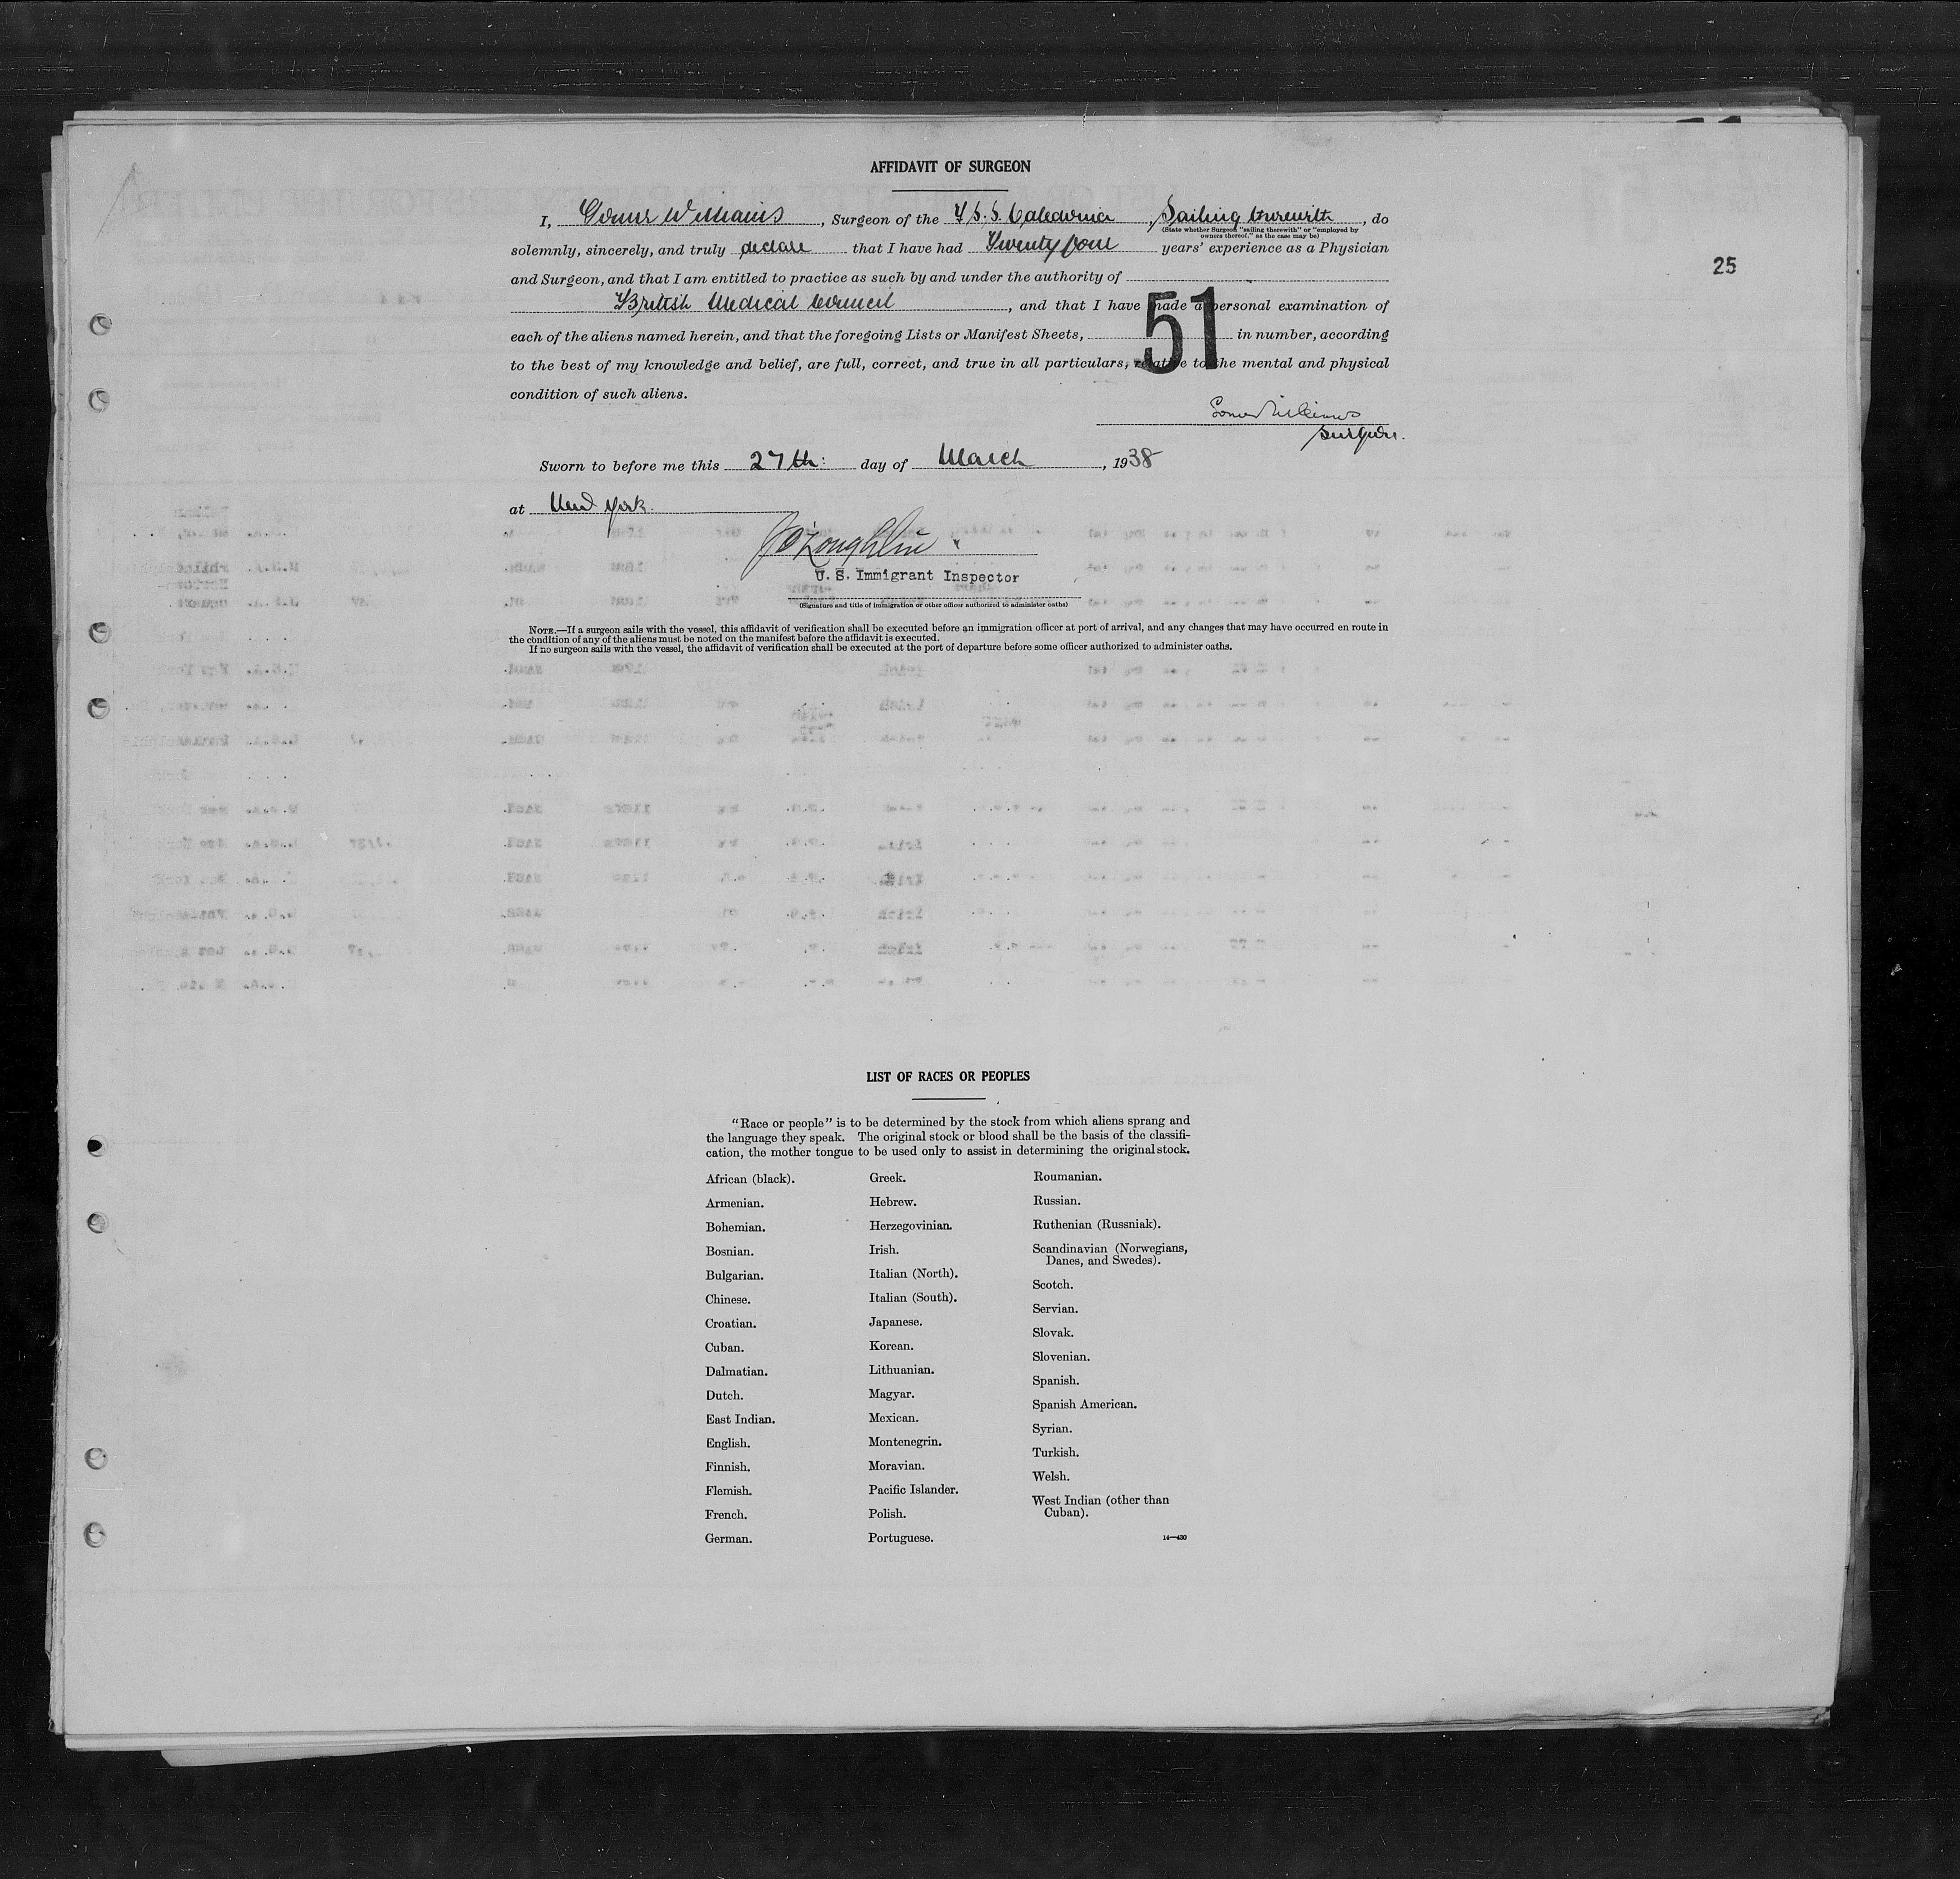 AFFIDAVIT OF SURGEON
I, Gomer Williams, Surgeon of the T.S.S. Caledonia, Sailing therewith, do
(State whether Surgeon "sailing therewith" or "employed by
owners thereof," as the case may be)
solemnly, sincerely, and truly declare that I have had Twenty four years' experience as a Physician
25
and Surgeon, and that I am entitled to practice as such by and under the authority of
British Medical Council, and that I have made a personal examination of
51
each of the aliens named herein, and that the foregoing Lists or Manifest Sheets, in number, according
to the best of my knowledge and belief, are full, correct, and true in all particulars, relative to the mental and physical
condition of such aliens.
Gomer Williams
Surgeon.
Sworn to before me this 27th: day of March, 1938
at New York.
J O'Loughlin
U. S. Immigrant Inspector
(Signature and title of immigration or other officer authorized to administer oaths)
NOTE.—If a surgeon sails with the vessel, this affidavit of verification shall be executed before an immigration officer at port of arrival, and any changes that may have occurred en route in
the condition of any of the aliens must be noted on the manifest before the affidavit is executed.
If no surgeon sails with the vessel, the affidavit of verification shall be executed at the port of departure before some officer authorized to administer oaths.
LIST OF RACES OR PEOPLES
"Race or people" is to be determined by the stock from which aliens sprang and
the language they speak. The original stock or blood shall be the basis of the classifi-
cation, the mother tongue to be used only to assist in determining the original stock.
African (black).
Armenian.
Bohemian.
Bosnian.
Bulgarian.
Chinese.
Croatian.
Cuban.
Dalmatian.
Dutch.
East Indian.
English.
Finnish.
Flemish.
French.
German.
Greek.
Hebrew.
Herzegovinian.
Irish.
Italian (North).
Italian (South).
Japanese.
Korean.
Lithuanian.
Magyar.
Mexican.
Montenegrin.
Moravian.
Pacific Islander.
Polish.
Portuguese.
Roumanian.
Russian.
Ruthenian (Russniak).
Scandinavian (Norwegians,
Danes, and Swedes).
Scotch.
Servian.
Slovak.
Slovenian.
Spanish.
Spanish American.
Syrian.
Turkish.
Welsh.
West Indian (other than
Cuban).
14—430